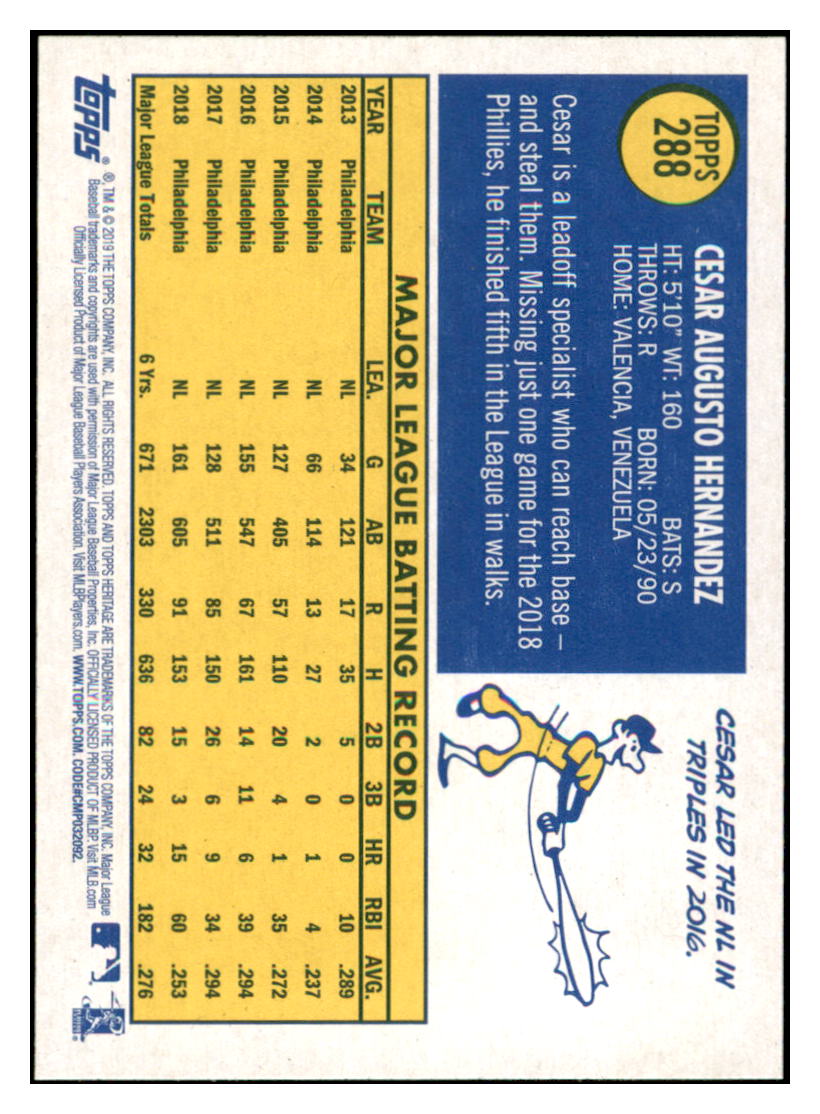 TOPPS
288
CESAR AUGUSTO HERNANDEZ
HT: 5'10" WT: 160 BATS: S
THROWS: R BORN: 05/23/90
HOME: VALENCIA, VENEZUELA
Cesar is a leadoff specialist who can reach base –
and steal them. Missing just one game for the 2018
Phillies, he finished fifth in the League in walks.
CESAR LED THE NL IN
TRIPLES IN 2016.
MAJOR LEAGUE BATTING RECORD
YEAR TEAM LEA. G AB R H 2B 3B HR RBI AVG.
2013 Philadelphia NL 34 121 17 35 5 0 0 10 .289
2014 Philadelphia NL 66 114 13 27 2 0 1 4 .237
2015 Philadelphia NL 127 405 57 110 20 4 1 35 .272
2016 Philadelphia NL 155 547 67 161 14 11 6 39 .294
2017 Philadelphia NL 128 511 85 150 26 6 9 34 .294
2018 Philadelphia NL 161 605 91 153 15 3 15 60 .253
Major League Totals 6 Yrs. 671 2303 330 636 82 24 32 182 .276
topps®
®, TM & © 2019 THE TOPPS COMPANY, INC. ALL RIGHTS RESERVED. TOPPS AND TOPPS HERITAGE ARE TRADEMARKS OF THE TOPPS COMPANY, INC. Major League
Baseball trademarks and copyrights are used with permission of Major League Baseball Properties, Inc. OFFICIALLY LICENSED PRODUCT OF MLBP. Visit MLB.com
Officially Licensed Product of Major League Baseball Players Association. Visit MLBPlayers.com. WWW.TOPPS.COM. CODE#CMP032092.